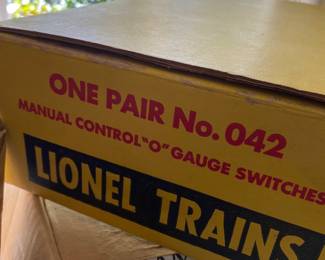 ONE PAIR No. 042
MANUAL CONTROL "O" GAUGE SWITCHES
LIONEL TRAINS